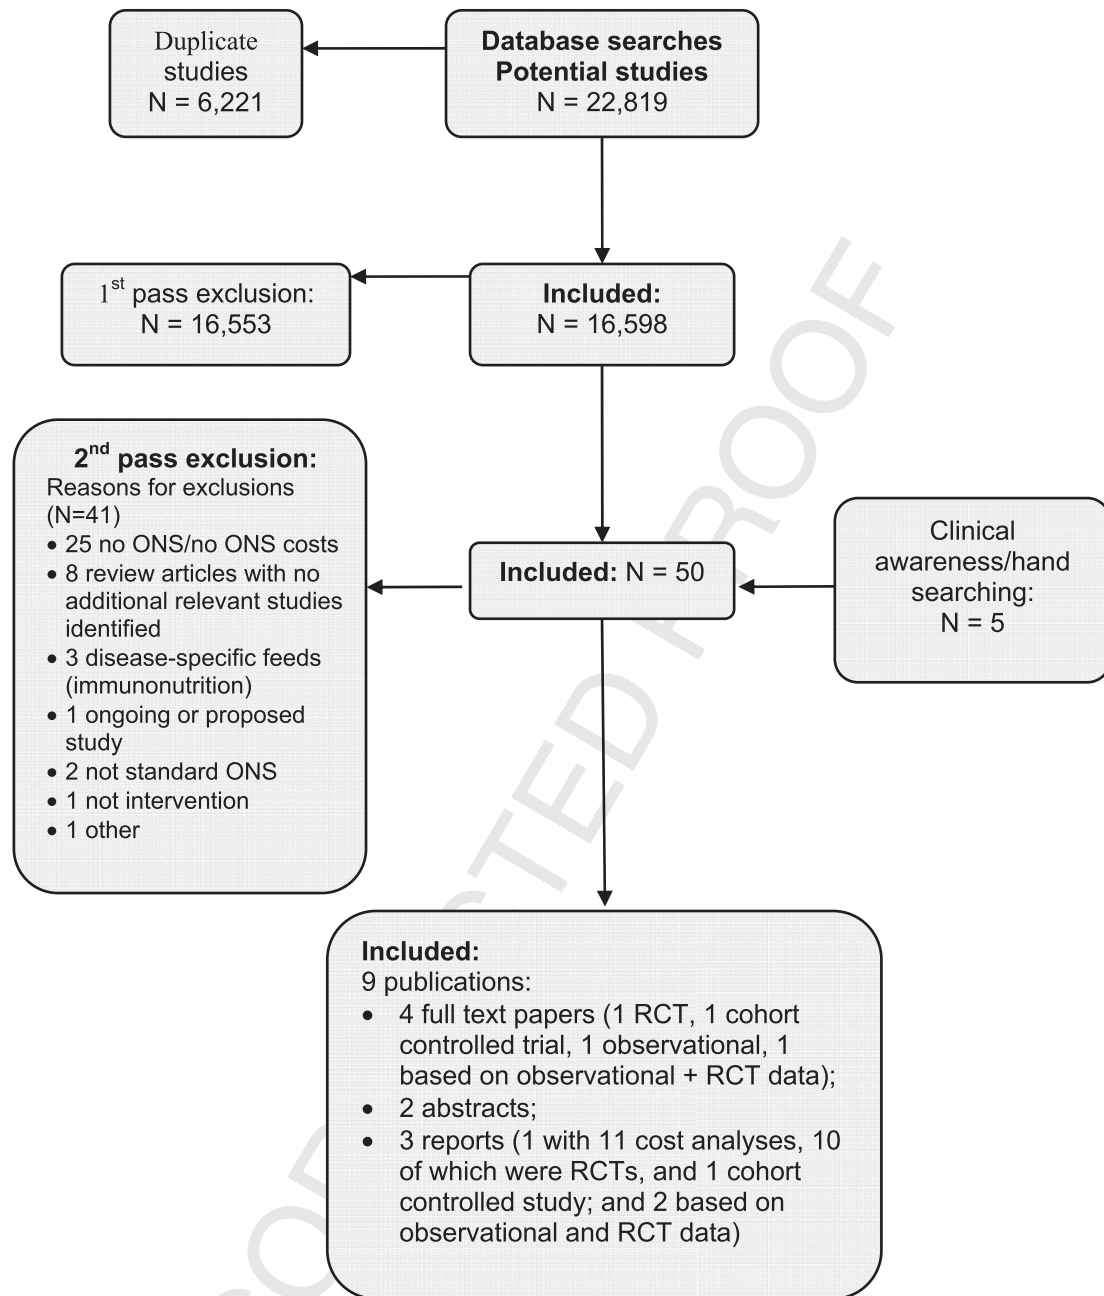 Duplicate
studies
N = 6,221
Database searches
Potential studies
N = 22,819
1st pass exclusion:
N = 16,553
Included:
N = 16,598
2nd pass exclusion:
Reasons for exclusions
(N=41)
• 25 no ONS/no ONS costs
• 8 review articles with no
additional relevant studies
identified
• 3 disease-specific feeds
(immunonutrition)
• 1 ongoing or proposed
study
• 2 not standard ONS
• 1 not intervention
• 1 other
Included: N = 50
Clinical
awareness/hand
searching:
N = 5
Included:
9 publications:
• 4 full text papers (1 RCT, 1 cohort
controlled trial, 1 observational, 1
based on observational + RCT data);
• 2 abstracts;
• 3 reports (1 with 11 cost analyses, 10
of which were RCTs, and 1 cohort
controlled study; and 2 based on
observational and RCT data)